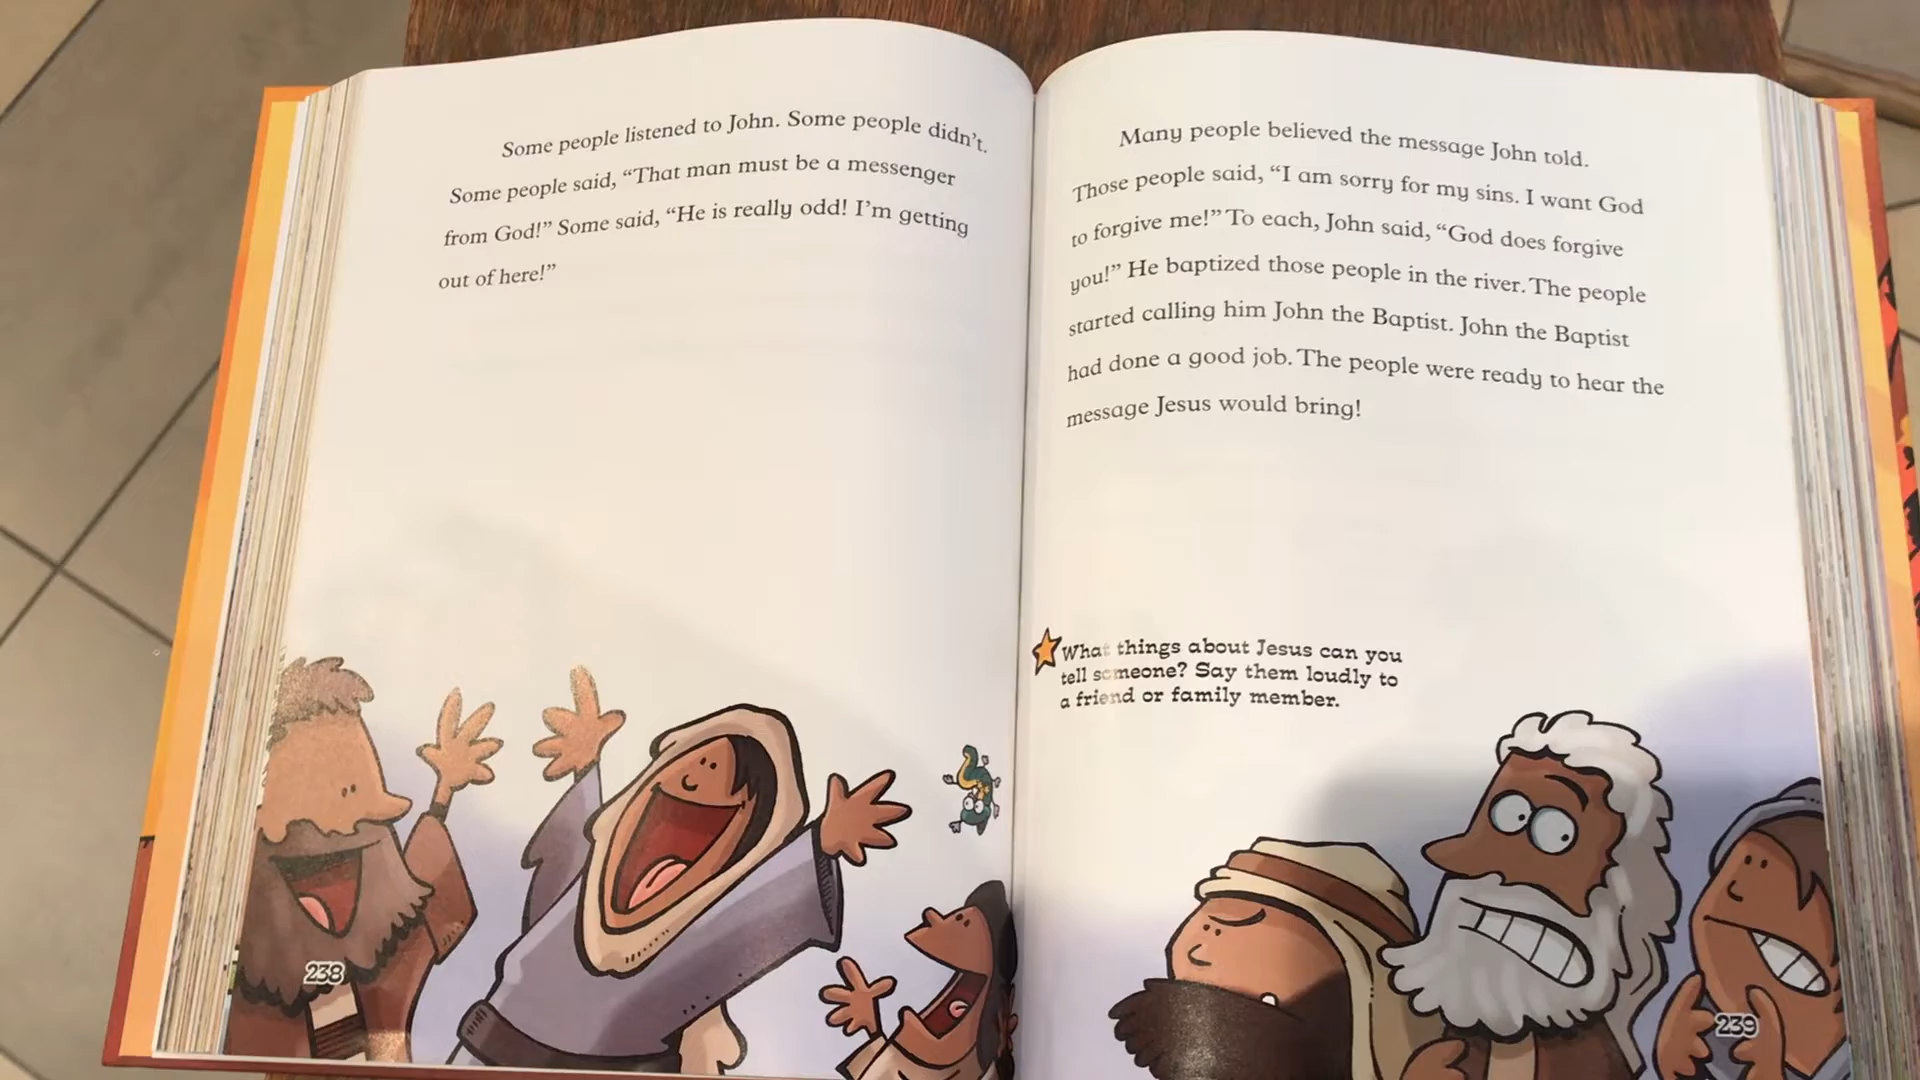 Some people listened to John. Some people didn't.
Some people said, “That man must be a messenger
from God!” Some said, “He is really odd! I'm getting
out of here!”
238
Many people believed the message John told.
Those people said, “I am sorry for my sins. I want God
to forgive me!” To each, John said, “God does forgive
you!” He baptized those people in the river. The people
started calling him John the Baptist. John the Baptist
had done a good job. The people were ready to hear the
message Jesus would bring!
What things about Jesus can you
tell someone? Say them loudly to
a friend or family member.
239